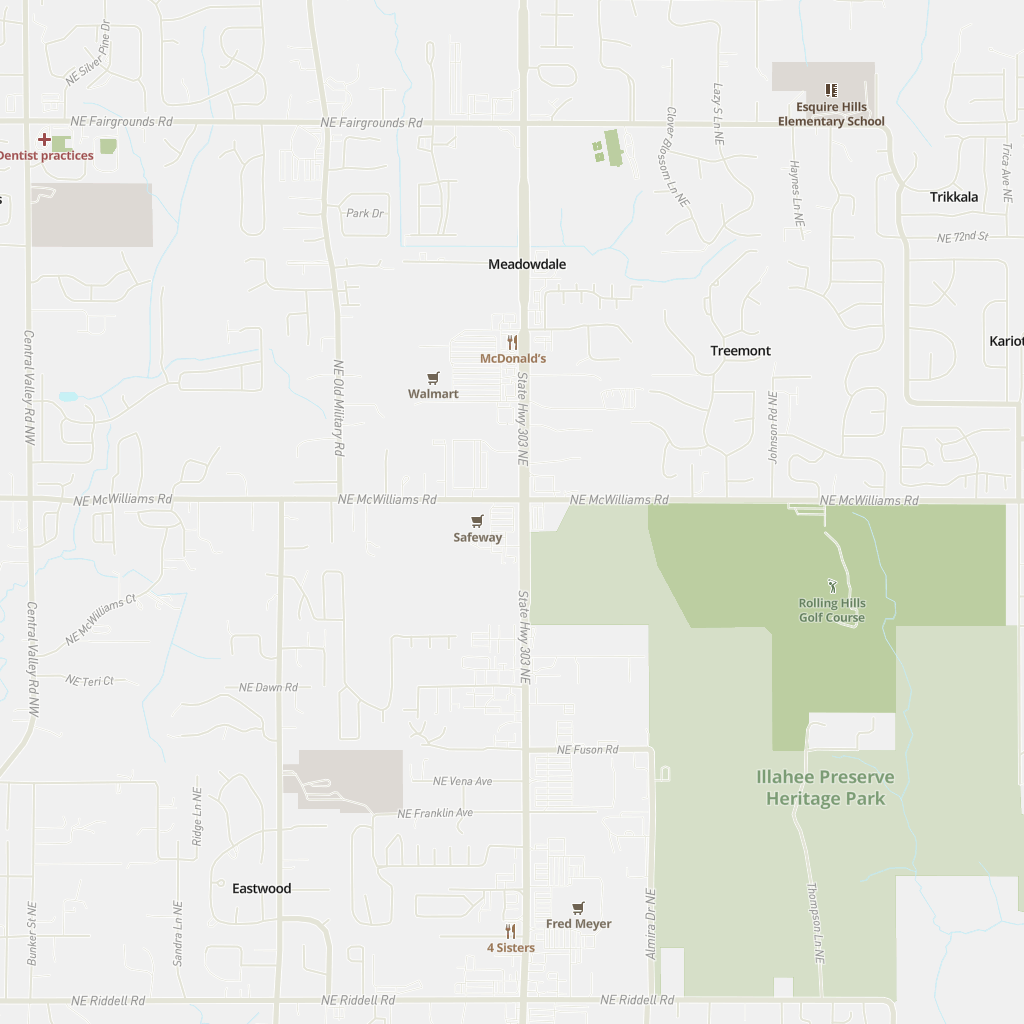 NE Silver Pine Dr
NE Fairgrounds Rd
NE Fairgrounds Rd
Lazy S Ln NE
Clover Blossom Ln NE
Esquire Hills
Elementary School
Dentist practices
s
Haynes Ln NE
Trica Ave NE
Trikkala
Park Dr
NE 72nd St
Meadowdale
Central Valley Rd NW
NE Old Military Rd
McDonald's
State Hwy 303 NE
Treemont
Kariot
Walmart
Johnson Rd NE
NE McWilliams Rd
NE McWilliams Rd
NE McWilliams Rd
NE McWilliams Rd
Safeway
Rolling Hills
Golf Course
NE McWilliams Ct
Central Valley Rd NW
State Hwy 303 NE
NE Teri Ct
NE Dawn Rd
NE Fuson Rd
NE Vena Ave
Illahee Preserve
Heritage Park
Ridge Ln NE
NE Franklin Ave
Eastwood
Bunker St NE
Sandra Ln NE
Fred Meyer
4 Sisters
Almira Dr NE
Thompson Ln NE
NE Riddell Rd
NE Riddell Rd
NE Riddell Rd